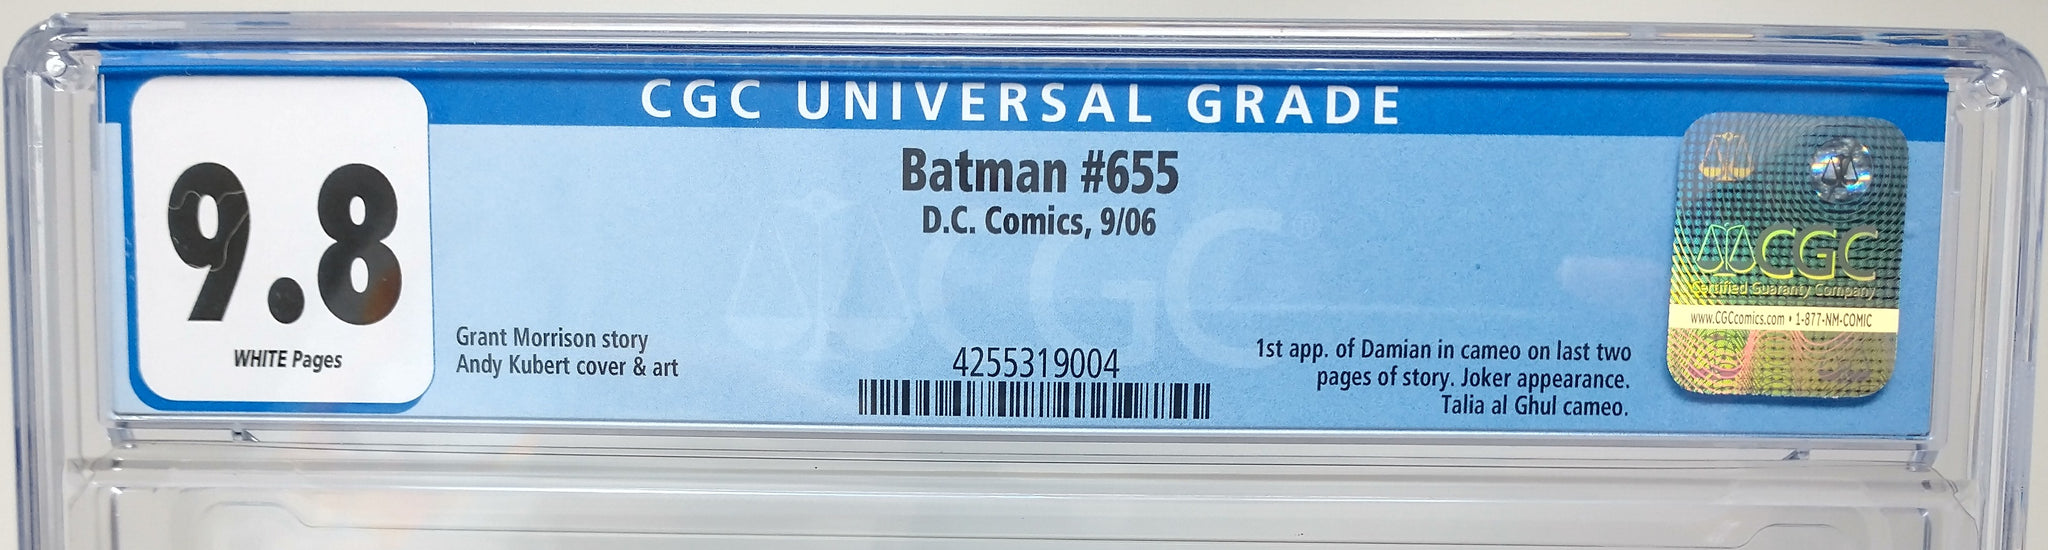 CGC UNIVERSAL GRADE
9.8
WHITE Pages
Batman #655
D.C. Comics, 9/06
Grant Morrison story
Andy Kubert cover & art
4255319004
1st app. of Damian in cameo on last two
pages of story. Joker appearance.
Talia al Ghul cameo.
CGC
CGC
Certified Guaranty Company
www.CGCcomics.com • 1-877-NM-COMIC